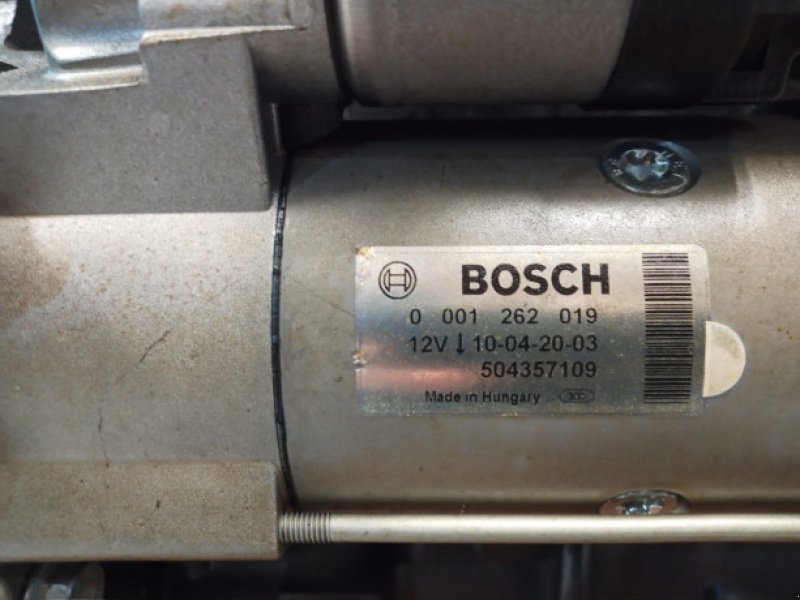 BOSCH
0 001 262 019
12V ↓ 10-04-20-03
504357109
Made in Hungary